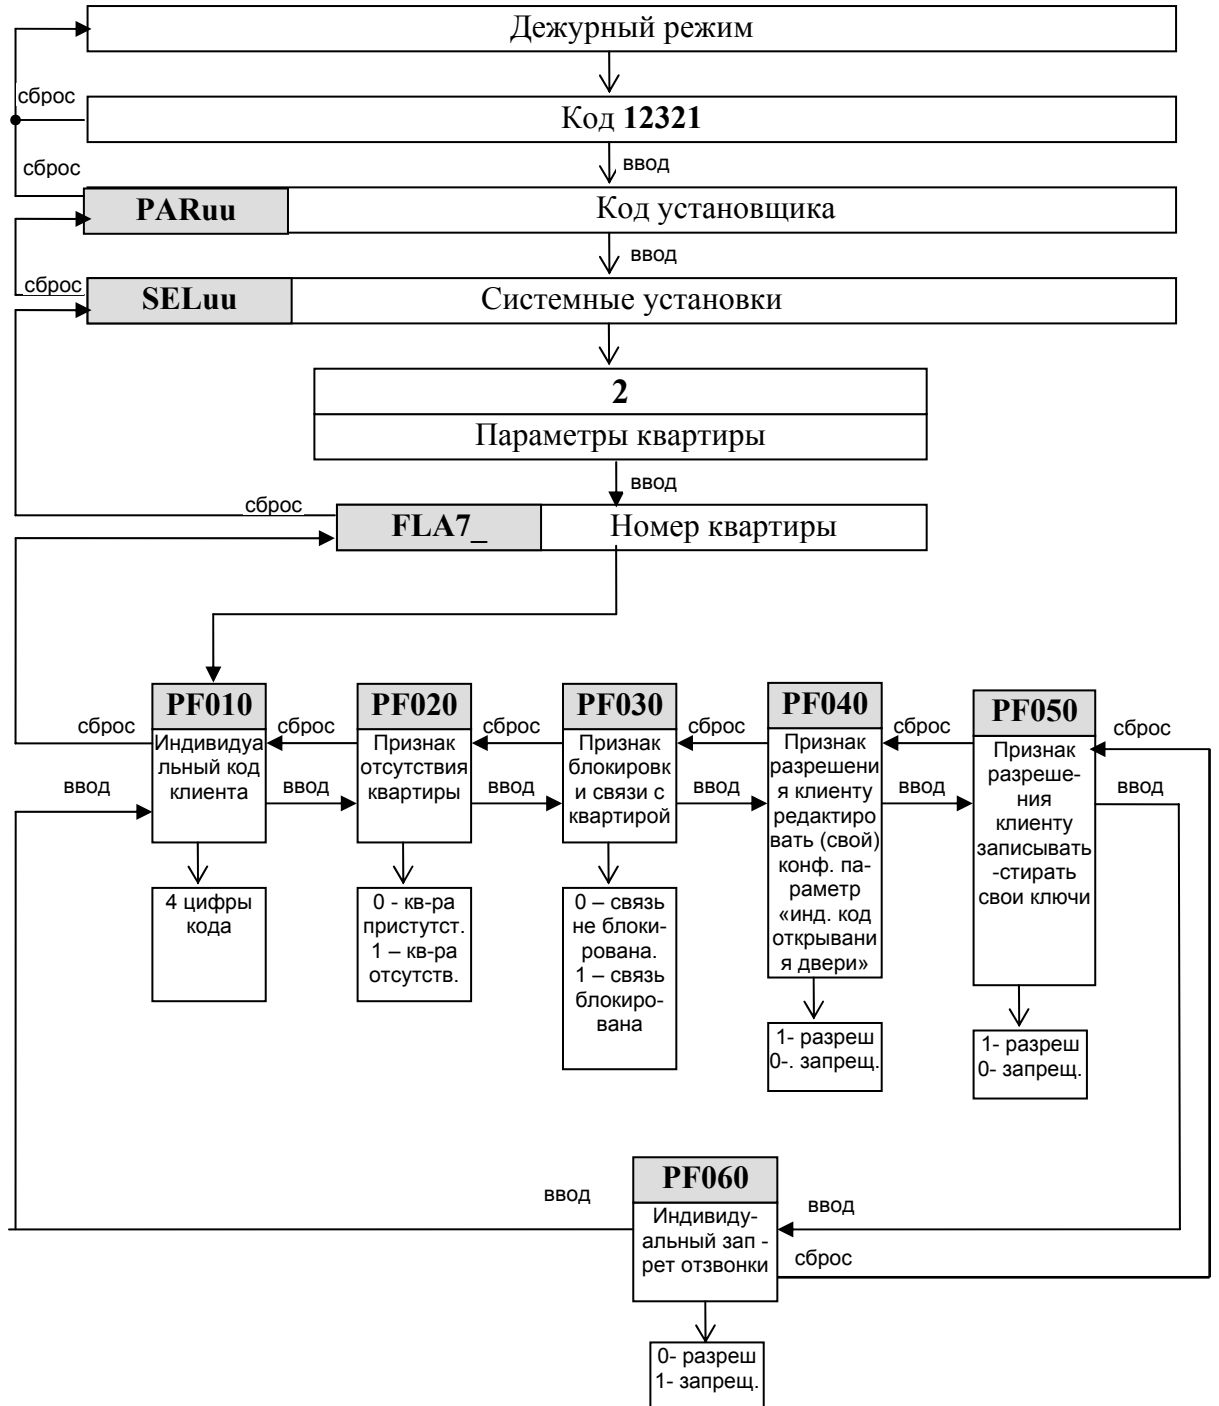 Дежурный режим
сброс
Код 12321
сброс
ввод
PARuu
Код установщика
ввод
сброс
SELuu
Системные установки
2
Параметры квартиры
ввод
сброс
FLA7_
Номер квартиры
PF010
PF020
PF030
PF040
PF050
сброс
сброс
сброс
сброс
сброс
сброс
Индивидуа
льный код
клиента
Признак
отсутствия
квартиры
Признак
блокировк
и связи с
квартирой
Признак
разрешени
я клиенту
редактиро
вать (свой)
конф. па-
раметр
«инд. код
открывани
я двери»
Признак
разреше-
ния
клиенту
записывать
-стирать
свои ключи
ввод
ввод
ввод
ввод
ввод
ввод
4 цифры
кода
0 - кв-ра
пристутст.
1 – кв-ра
отсутств.
0 – связь
не блоки-
рована.
1 – связь
блокиро-
вана
1- разреш
0-. запрещ.
1- разреш
0- запрещ.
PF060
ввод
ввод
Индивиду-
альный зап -
рет отзвонки
сброс
0- разреш
1- запрещ.